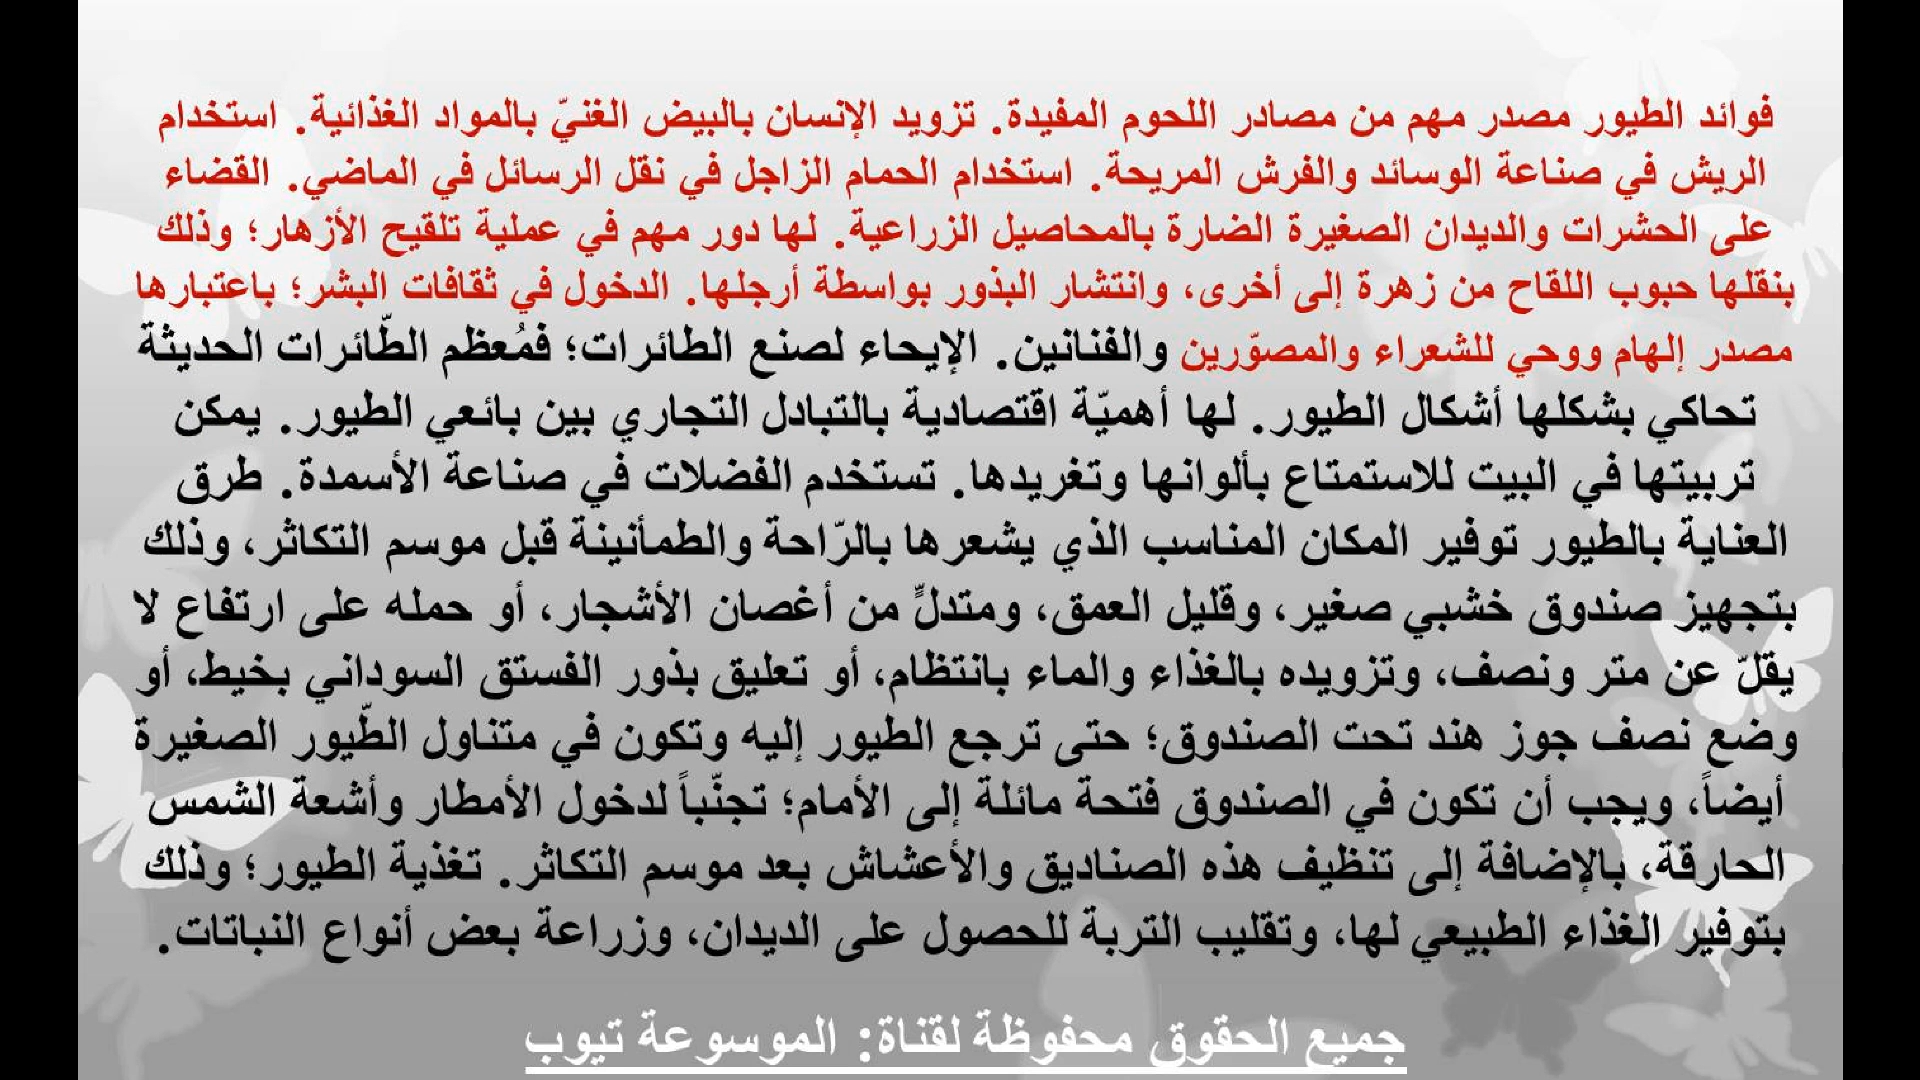 فوائد الطيور مصدر مهم من مصادر اللحوم المفيدة. تزويد الإنسان بالبيض الغنيّ بالمواد الغذائية. استخدام
الريش في صناعة الوسائد والفرش المريحة. استخدام الحمام الزاجل في نقل الرسائل في الماضي. القضاء
على الحشرات والديدان الصغيرة الضارة بالمحاصيل الزراعية. لها دور مهم في عملية تلقيح الأزهار؛ وذلك
بنقلها حبوب اللقاح من زهرة إلى أخرى، وانتشار البذور بواسطة أرجلها. الدخول في ثقافات البشر؛ باعتبارها
مصدر إلهام ووحي للشعراء والمصوّرين والفنانين. الإيحاء لصنع الطائرات؛ فمُعظم الطّائرات الحديثة
تحاكي بشكلها أشكال الطيور. لها أهميّة اقتصادية بالتبادل التجاري بين بائعي الطيور. يمكن
تربيتها في البيت للاستمتاع بألوانها وتغريدها. تستخدم الفضلات في صناعة الأسمدة. طرق
العناية بالطيور توفير المكان المناسب الذي يشعرها بالرّاحة والطمأنينة قبل موسم التكاثر، وذلك
بتجهيز صندوق خشبي صغير، وقليل العمق، ومتدلٍّ من أغصان الأشجار، أو حمله على ارتفاع لا
يقلّ عن متر ونصف، وتزويده بالغذاء والماء بانتظام، أو تعليق بذور الفستق السوداني بخيط، أو
وضع نصف جوز هند تحت الصندوق؛ حتى ترجع الطيور إليه وتكون في متناول الطّيور الصغيرة
أيضاً، ويجب أن تكون في الصندوق فتحة مائلة إلى الأمام؛ تجنّباً لدخول الأمطار وأشعة الشمس
الحارقة، بالإضافة إلى تنظيف هذه الصناديق والأعشاش بعد موسم التكاثر. تغذية الطيور؛ وذلك
بتوفير الغذاء الطبيعي لها، وتقليب التربة للحصول على الديدان، وزراعة بعض أنواع النباتات.
جميع الحقوق محفوظة لقناة: الموسوعة تيوب